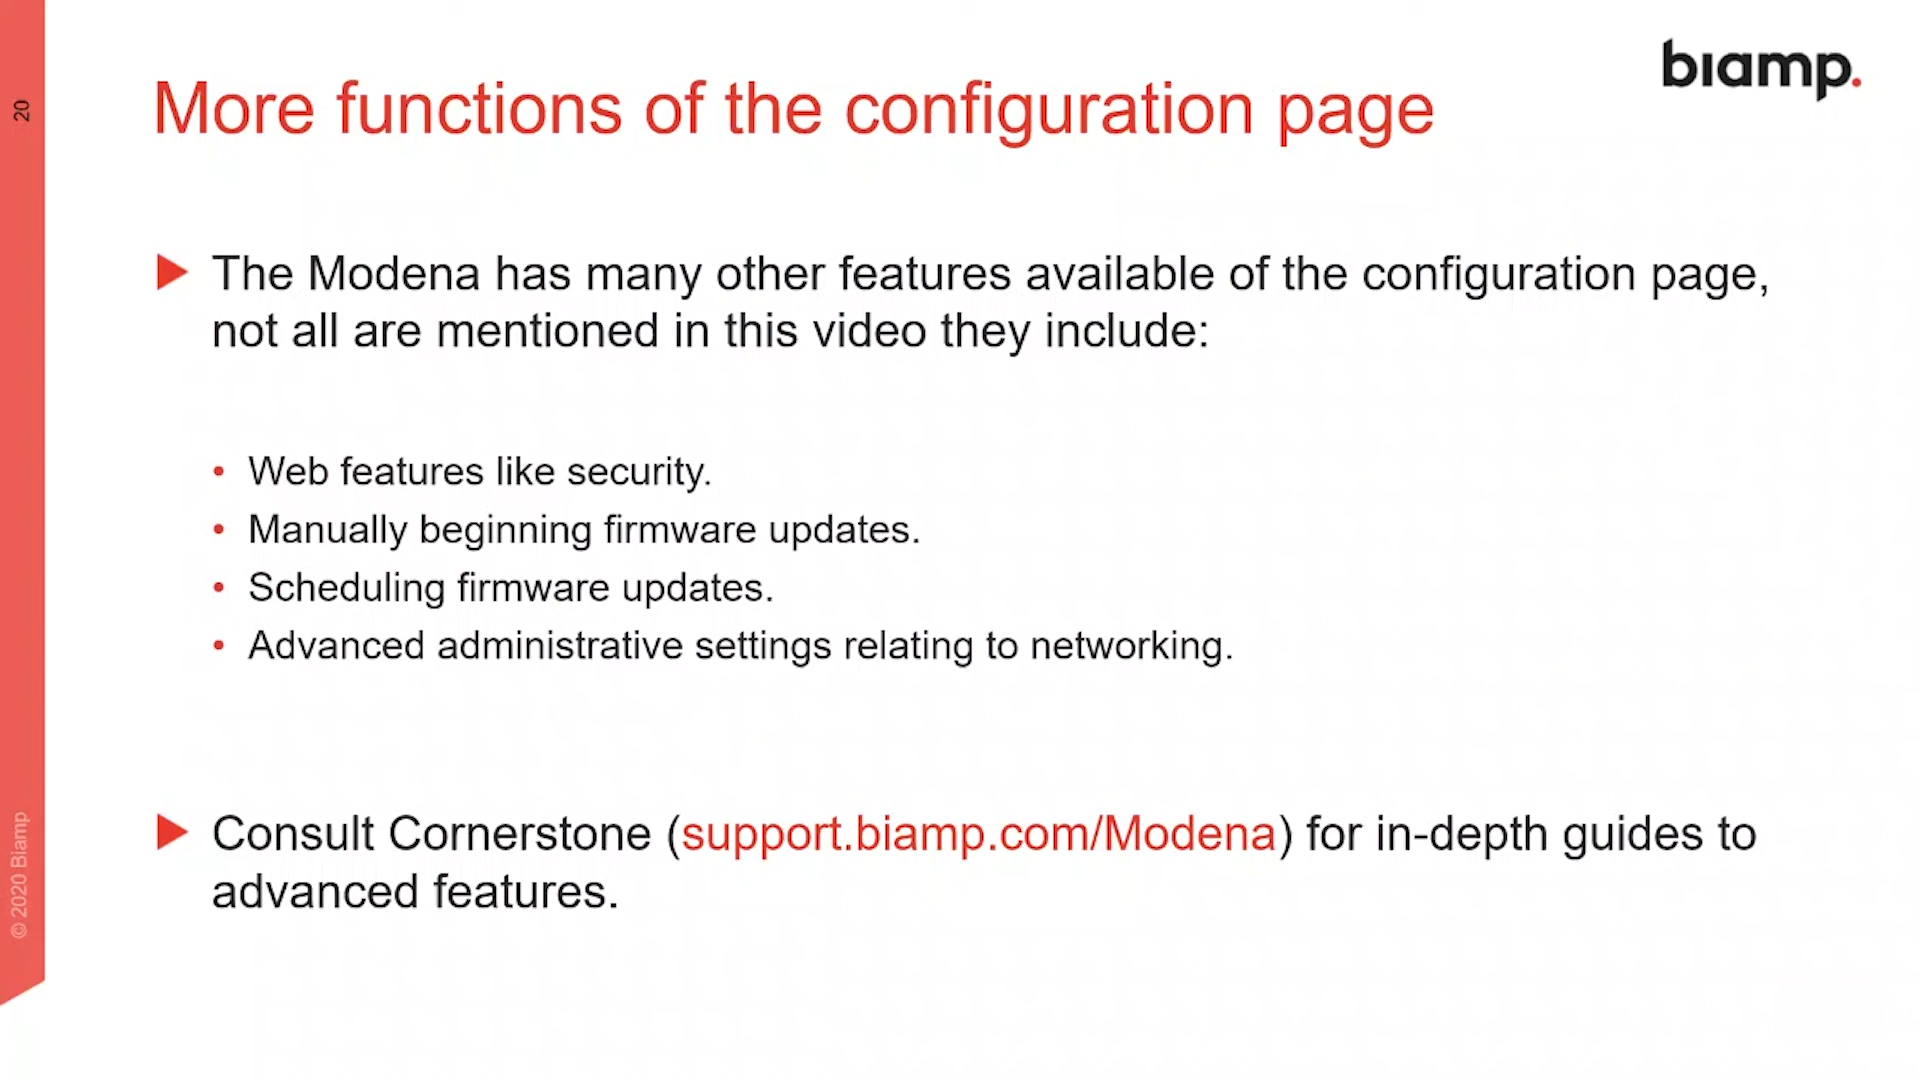 biamp.
20
More functions of the configuration page
The Modena has many other features available of the configuration page,
not all are mentioned in this video they include:
• Web features like security.
• Manually beginning firmware updates.
• Scheduling firmware updates.
• Advanced administrative settings relating to networking.
Consult Cornerstone (support.biamp.com/Modena) for in-depth guides to
advanced features.
© 2020 Biamp